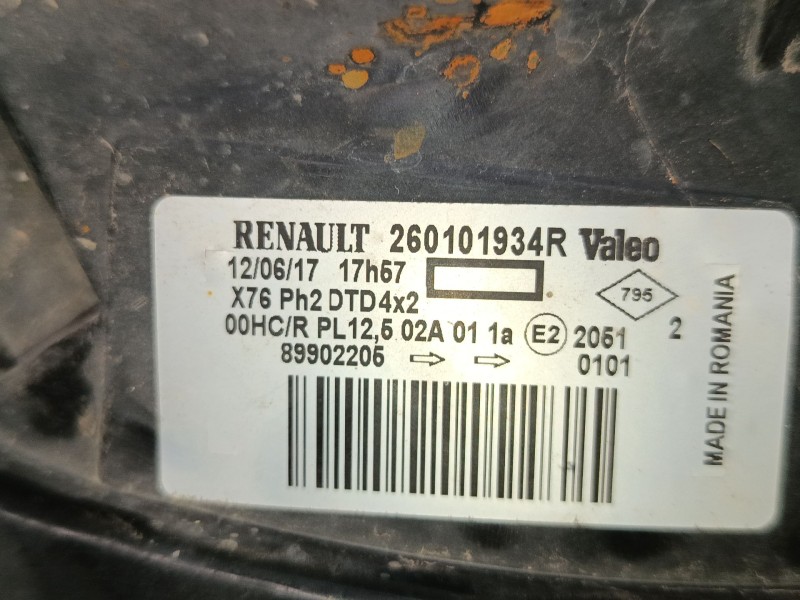 RENAULT 260101934R Valeo
12/06/17 17h57
795
X76 Ph2 DTD4x2
00HC/R PL12,5 02A 01 1a E2 2051 2
89902205 ⇨ ⇨ 0101
MADE IN ROMANIA